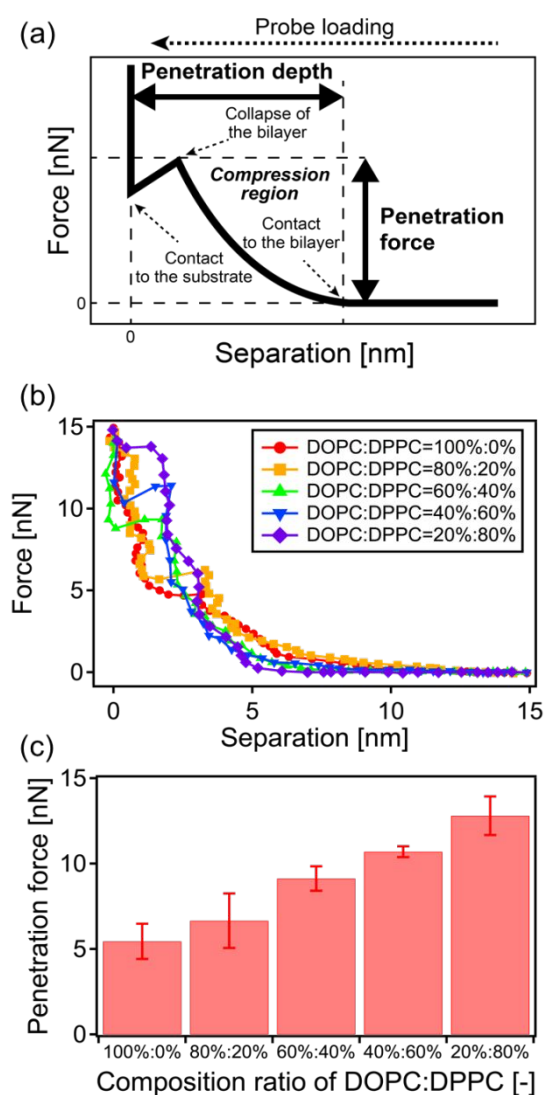 (a)
Probe loading
Penetration depth
Collapse of
the bilayer
Compression
region
Contact
to the bilayer
Penetration
force
Contact
to the substrate
Force [nN]
0
0
Separation [nm]
(b)
15
10
5
0
Force [nN]
DOPC:DPPC=100%:0%
DOPC:DPPC=80%:20%
DOPC:DPPC=60%:40%
DOPC:DPPC=40%:60%
DOPC:DPPC=20%:80%
0 5 10 15
Separation [nm]
(c)
15
10
5
0
Penetration force [nN]
100%:0% 80%:20% 60%:40% 40%:60% 20%:80%
Composition ratio of DOPC:DPPC [-]